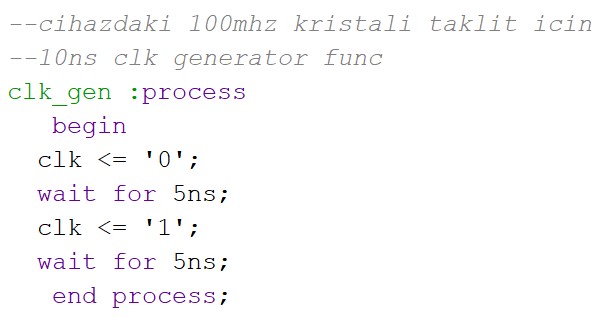 --cihazdaki 100mhz kristali taklit icin
--10ns clk generator func
clk_gen :process
begin
clk <= '0';
wait for 5ns;
clk <= '1';
wait for 5ns;
end process;